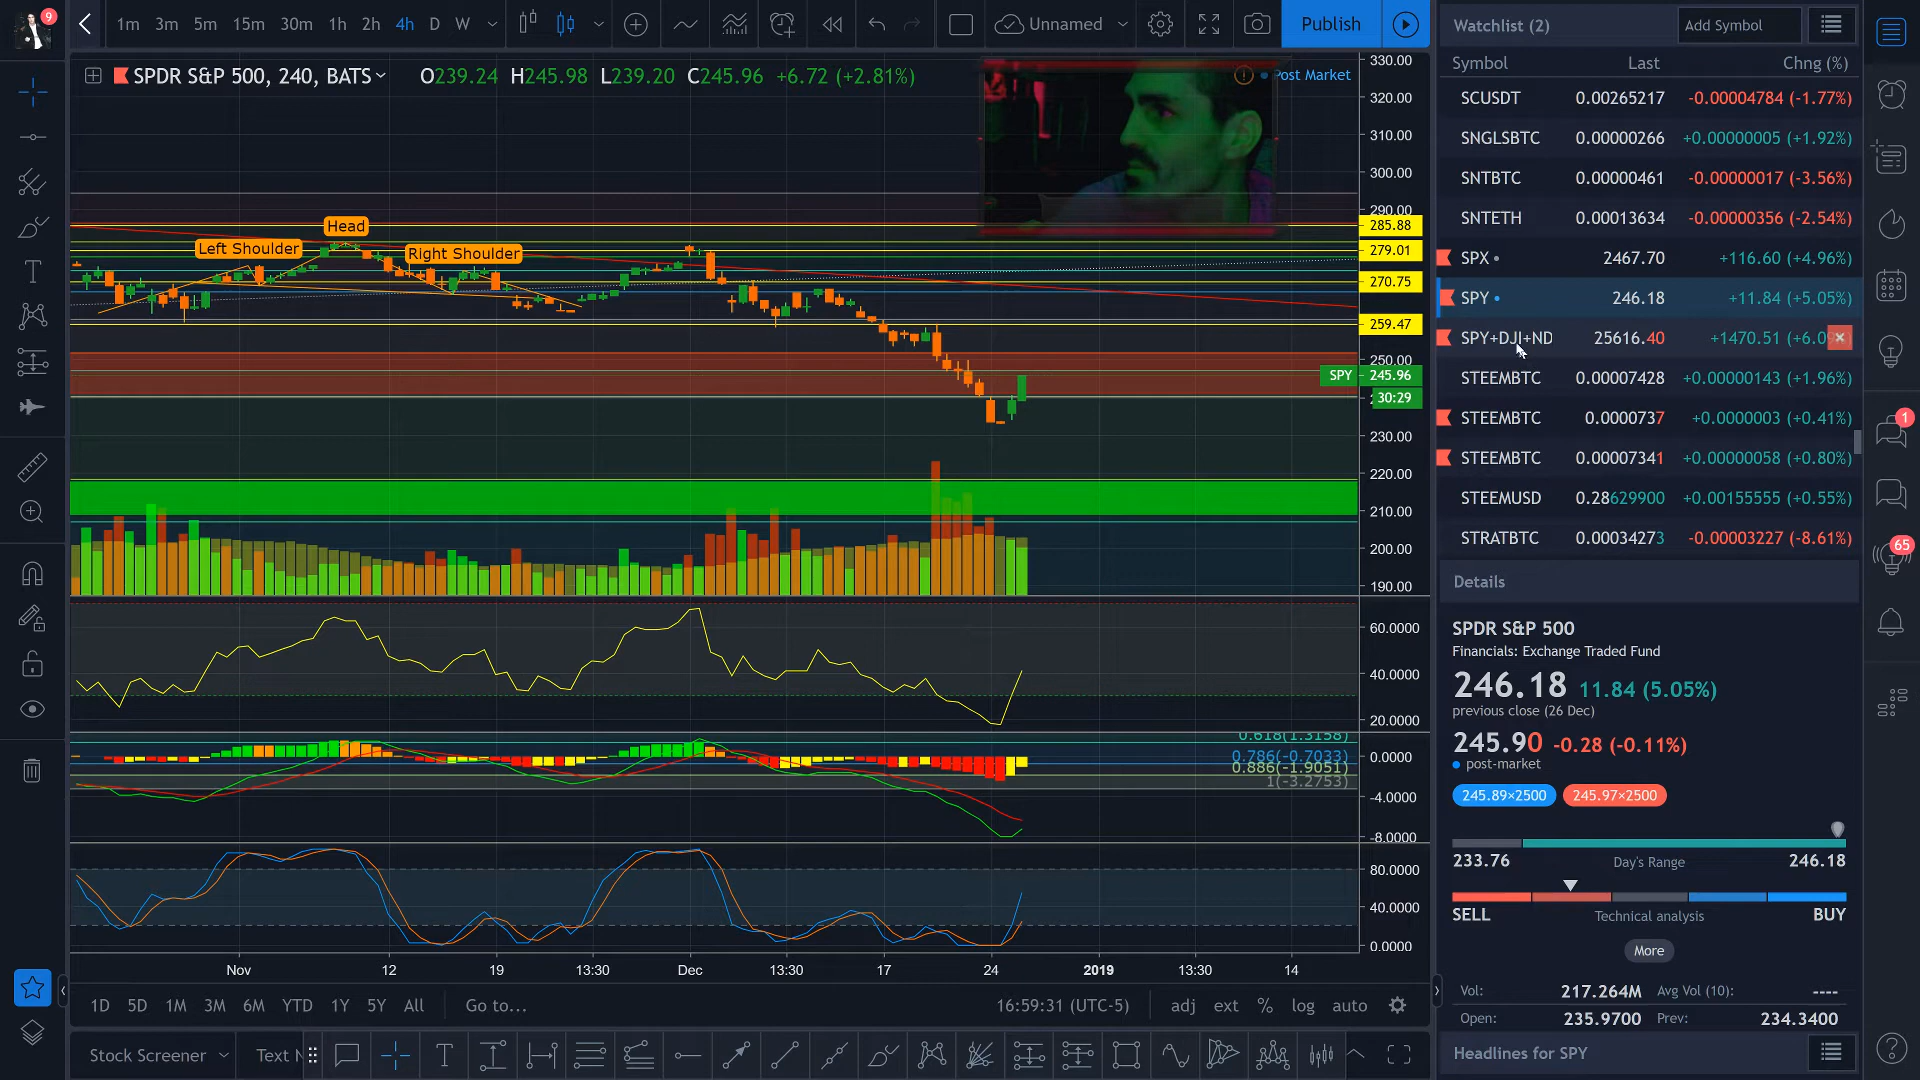 9
1m 3m 5m 15m 30m 1h 2h 4h D W
Unnamed
Publish
SPDR S&P 500, 240, BATS O239.24 H245.98 L239.20 C245.96 +6.72 (+2.81%)
Post Market
Left Shoulder
Head
Right Shoulder
330.00
320.00
310.00
300.00
290.00
285.88
279.01
270.75
259.47
250.00
SPY 245.96
30:29
230.00
220.00
210.00
200.00
190.00
60.0000
40.0000
20.0000
0.618(1.3158)
0.786(-0.7033)
0.886(-1.9051)
1(-3.2753)
0.0000
-4.0000
-8.0000
80.0000
40.0000
0.0000
Nov 12 19 13:30 Dec 13:30 17 24 2019 13:30 14
1D 5D 1M 3M 6M YTD 1Y 5Y All Go to...
16:59:31 (UTC-5) adj ext % log auto
Stock Screener Text N
Watchlist (2) Add Symbol
Symbol Last Chng (%)
SCUSDT 0.00265217 -0.00004784 (-1.77%)
SNGLSBTC 0.00000266 +0.00000005 (+1.92%)
SNTBTC 0.00000461 -0.00000017 (-3.56%)
SNTETH 0.00013634 -0.00000356 (-2.54%)
SPX 2467.70 +116.60 (+4.96%)
SPY 246.18 +11.84 (+5.05%)
SPY+DJI+ND 25616.40 +1470.51 (+6.09
STEEMBTC 0.00007428 +0.00000143 (+1.96%)
STEEMBTC 0.0000737 +0.0000003 (+0.41%)
STEEMBTC 0.00007341 +0.00000058 (+0.80%)
STEEMUSD 0.28629900 +0.00155555 (+0.55%)
STRATBTC 0.00034273 -0.00003227 (-8.61%)
Details
SPDR S&P 500
Financials: Exchange Traded Fund
246.18 11.84 (5.05%)
previous close (26 Dec)
245.90 -0.28 (-0.11%)
post-market
245.89×2500 245.97×2500
233.76 Day's Range 246.18
SELL Technical analysis BUY
More
Vol: 217.264M Avg Vol (10): ----
Open: 235.9700 Prev: 234.3400
Headlines for SPY
1
65